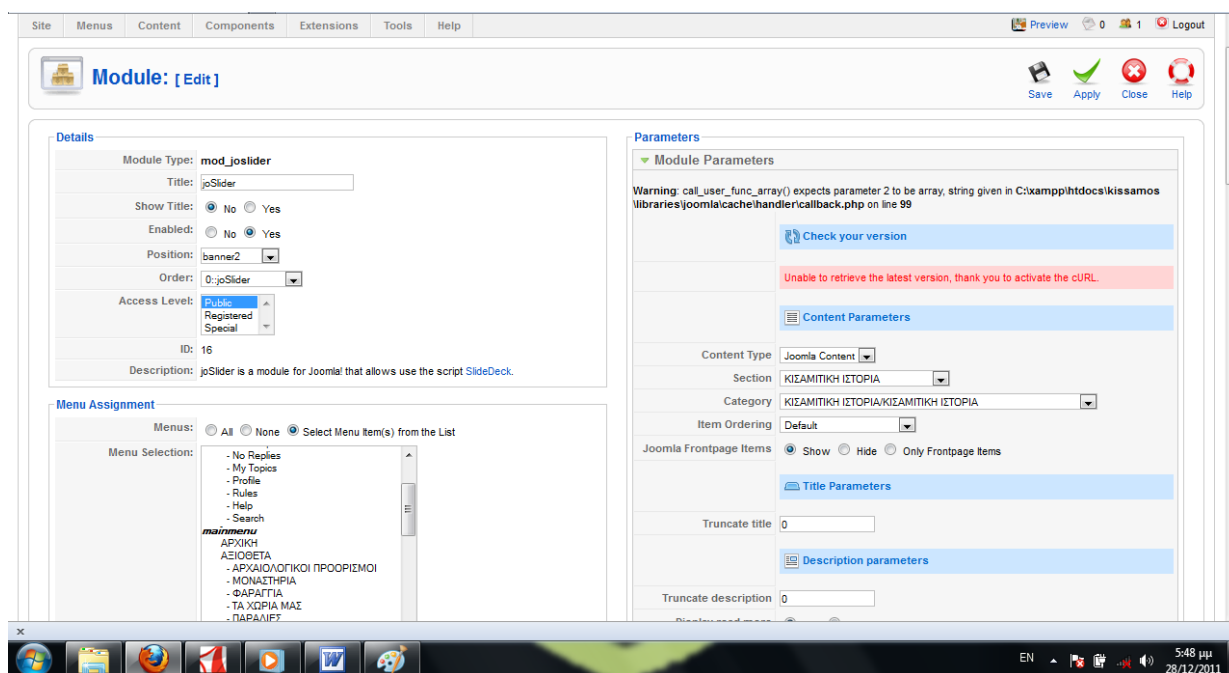 Site Menus Content Components Extensions Tools Help Preview 0 1 Logout
Module: [ Edit ]
Save Apply Close Help
Details
Module Type: mod_joslider
Title: joSlider
Show Title: No Yes
Enabled: No Yes
Position: banner2
Order: 0::joSlider
Access Level: Public
Registered
Special
ID: 16
Description: joSlider is a module for Joomla! that allows use the script SlideDeck.
Menu Assignment
Menus: All None Select Menu Item(s) from the List
Menu Selection:
- No Replies
- My Topics
- Profile
- Rules
- Help
- Search
mainmenu
ΑΡΧΙΚΗ
ΑΞΙΟΘΕΤΑ
- ΑΡΧΑΙΟΛΟΓΙΚΟΙ ΠΡΟΟΡΙΣΜΟΙ
- ΜΟΝΑΣΤΗΡΙΑ
- ΦΑΡΑΓΓΙΑ
- ΤΑ ΧΩΡΙΑ ΜΑΣ
- ΠΑΡΑΛΙΕΣ
Parameters
Module Parameters
Warning: call_user_func_array() expects parameter 2 to be array, string given in C:\xampp\htdocs\kissamos
\libraries\joomla\cache\handler\callback.php on line 99
Check your version
Unable to retrieve the latest version, thank you to activate the cURL.
Content Parameters
Content Type Joomla Content
Section ΚΙΣΑΜΙΤΙΚΗ ΙΣΤΟΡΙΑ
Category ΚΙΣΑΜΙΤΙΚΗ ΙΣΤΟΡΙΑ/ΚΙΣΑΜΙΤΙΚΗ ΙΣΤΟΡΙΑ
Item Ordering Default
Joomla Frontpage Items Show Hide Only Frontpage Items
Title Parameters
Truncate title 0
Description parameters
Truncate description 0
Display read more
x
W EN 5:48 μμ
28/12/2011